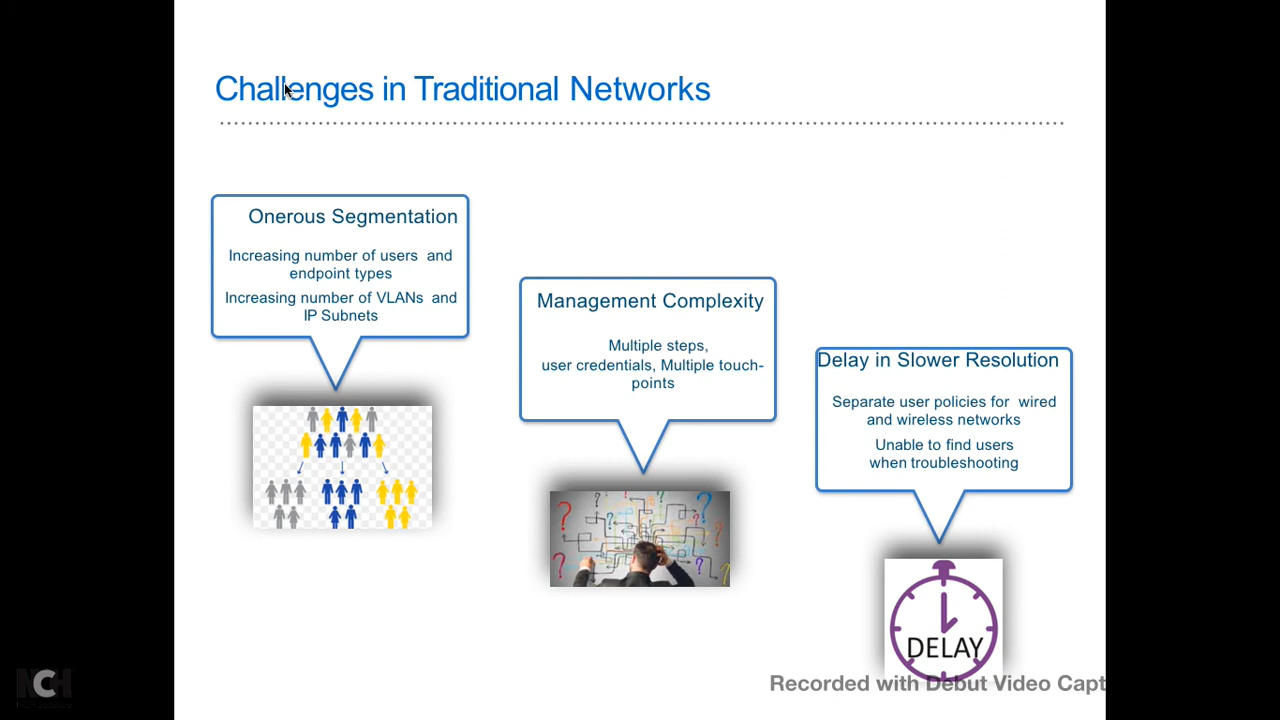 Challenges in Traditional Networks
Onerous Segmentation
Increasing number of users and
endpoint types
Increasing number of VLANs and
IP Subnets
Management Complexity
Multiple steps,
user credentials, Multiple touch-
points
Delay in Slower Resolution
Separate user policies for wired
and wireless networks
Unable to find users
when troubleshooting
? ? ? ? ? ? ? ?
DELAY
Recorded with Debut Video Capt
NCH